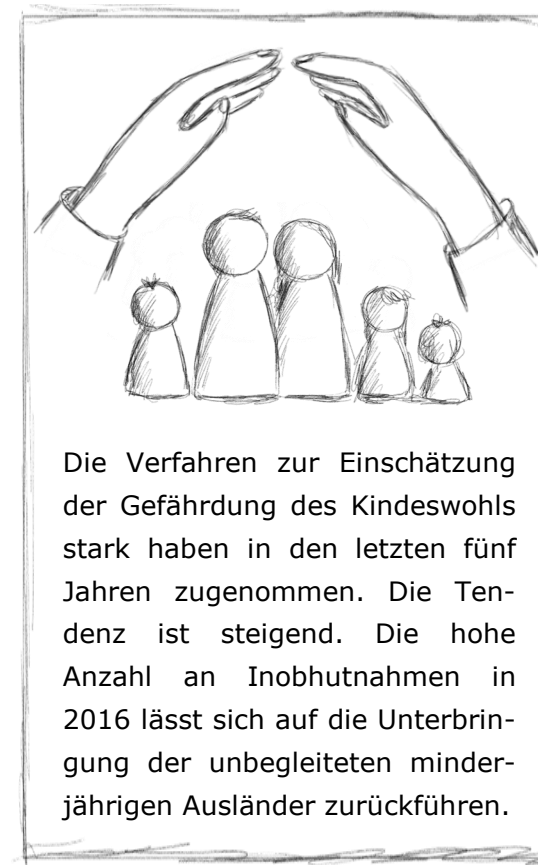 Die Verfahren zur Einschätzung
der Gefährdung des Kindeswohls
stark haben in den letzten fünf
Jahren zugenommen. Die Ten-
denz ist steigend. Die hohe
Anzahl an Inobhutnahmen in
2016 lässt sich auf die Unterbrin-
gung der unbegleiteten minder-
jährigen Ausländer zurückführen.